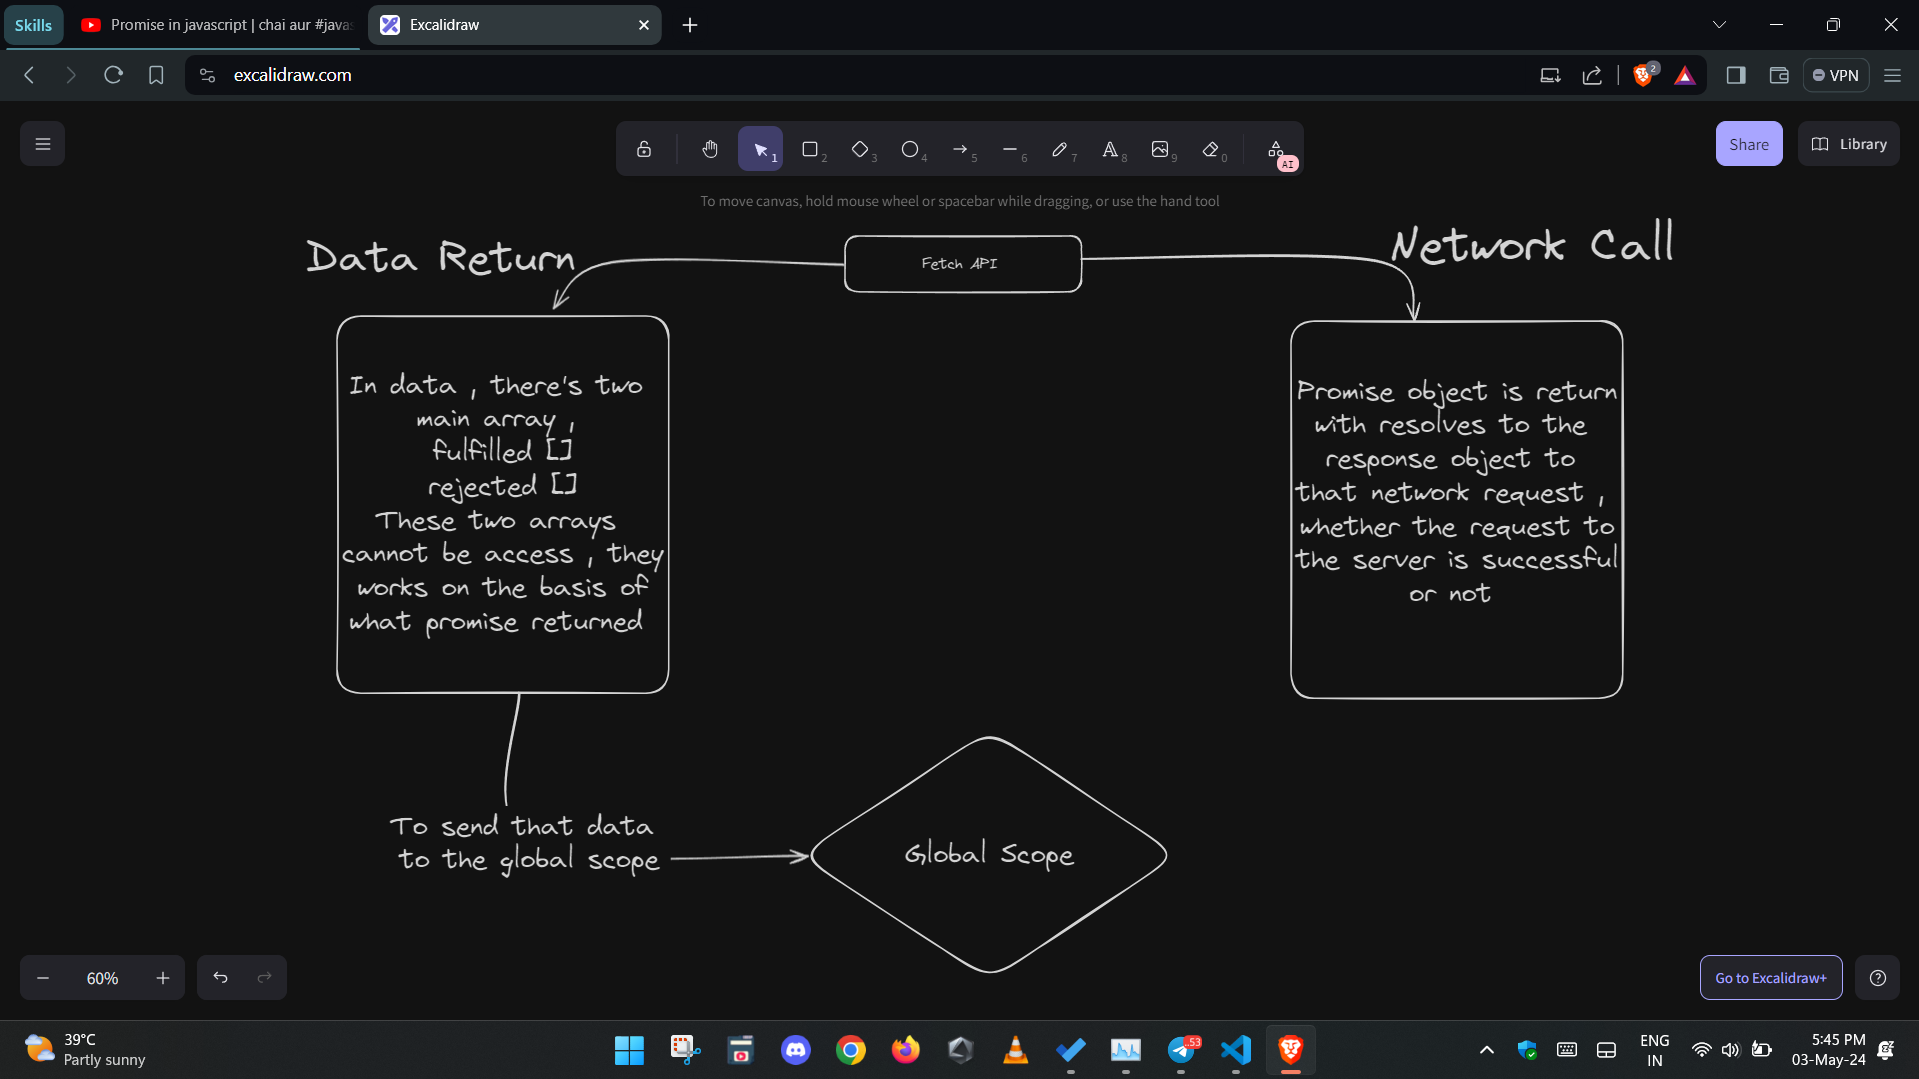 Skills
Promise in javascript | chai aur #javas
Excalidraw
excalidraw.com
2
VPN
1
2
3
4
5
6
7
8
9
0
AI
Share
Library
To move canvas, hold mouse wheel or spacebar while dragging, or use the hand tool
Data Return
Fetch API
Network Call
In data , there's two
main array ,
fulfilled []
rejected []
These two arrays
cannot be access , they
works on the basis of
what promise returned
Promise object is return
with resolves to the
response object to
that network request ,
whether the request to
the server is successful
or not
To send that data
to the global scope
Global Scope
60%
Go to Excalidraw+
39°C
Partly sunny
53
ENG
IN
5:45 PM
03-May-24